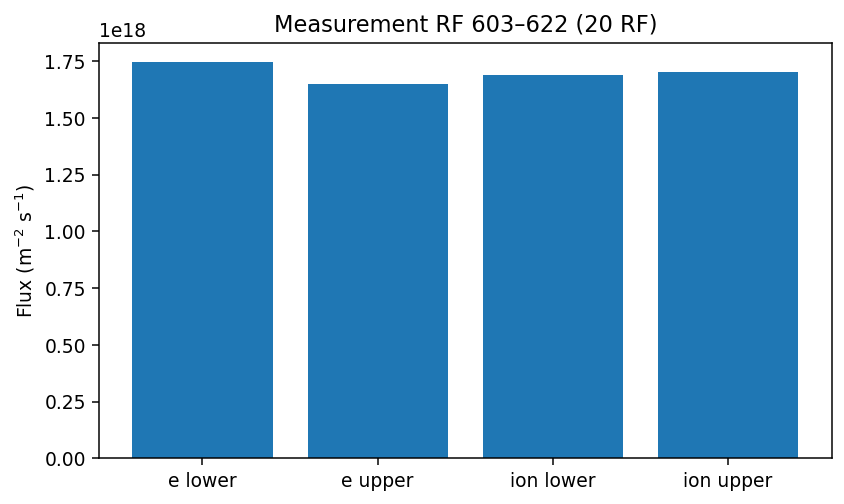 Measurement RF 603–622 (20 RF)
1e18
1.75
1.50
1.25
1.00
0.75
0.50
0.25
0.00
Flux (m⁻² s⁻¹)
e lower
e upper
ion lower
ion upper